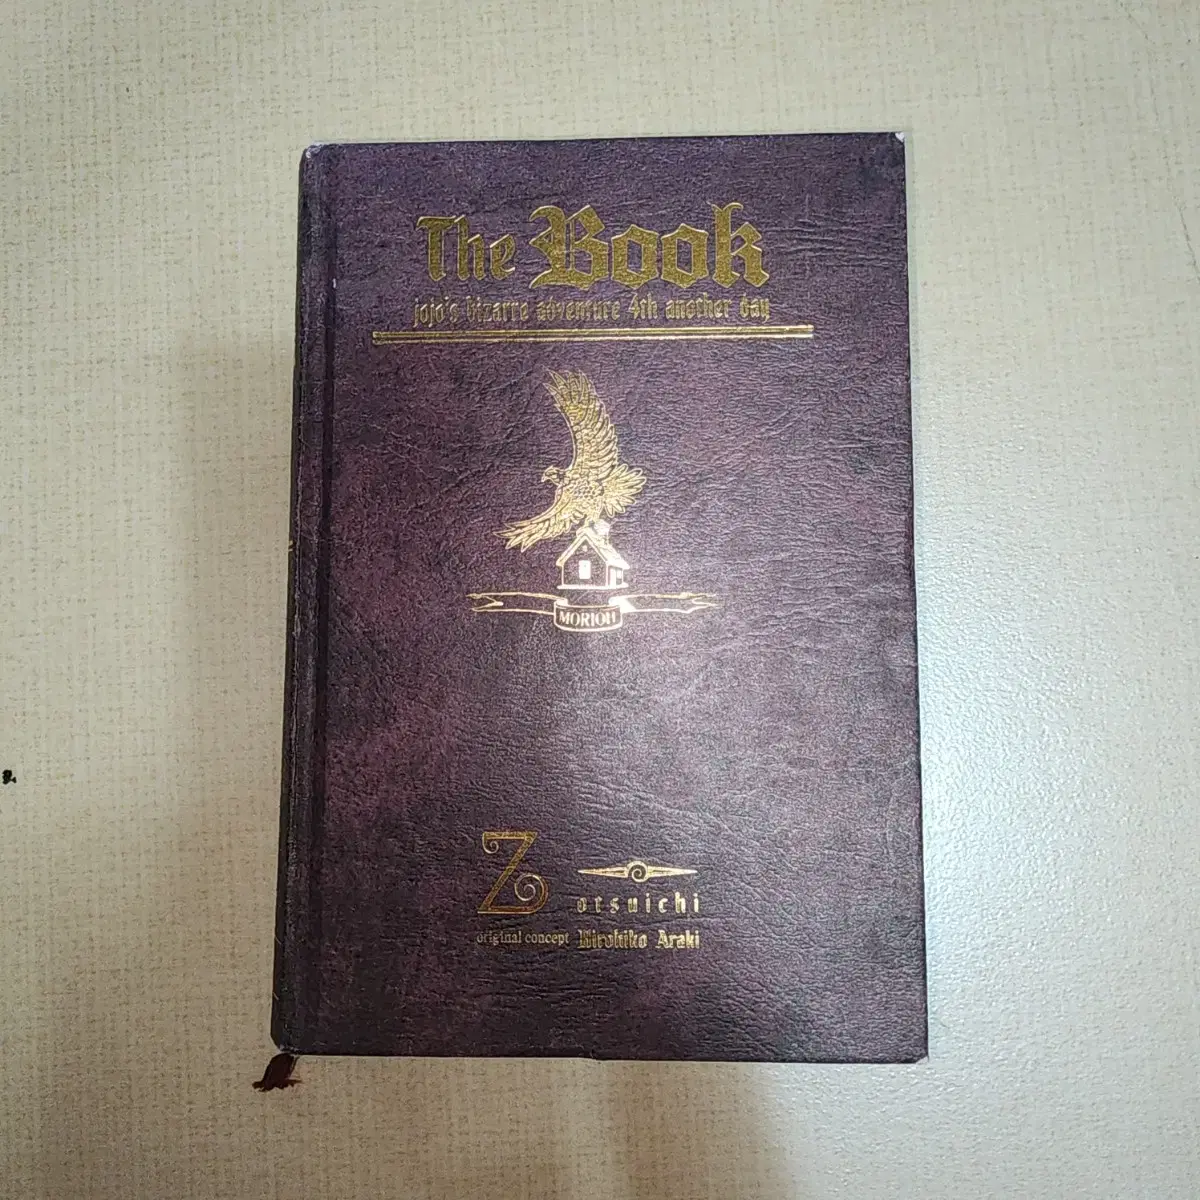 The Book
jojo's bizarre adventure 4th another day
MORIOH
Z otsuichi
original concept Hirohiko Araki